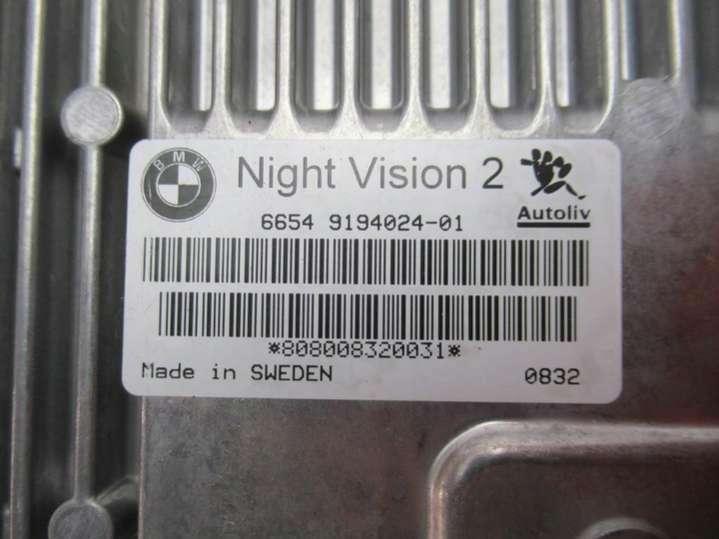 BMW
Night Vision 2
Autoliv
6654 9194024-01
*808008320031*
Made in SWEDEN 0832